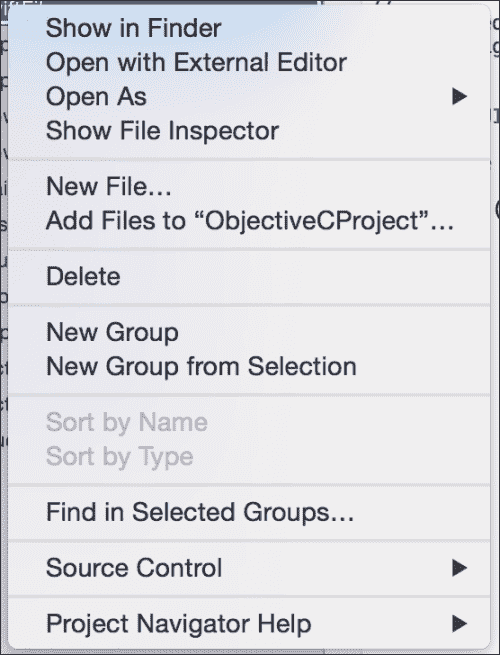 Show in Finder
Open with External Editor
Open As
Show File Inspector
New File…
Add Files to “ObjectiveCProject”…
Delete
New Group
New Group from Selection
Sort by Name
Sort by Type
Find in Selected Groups…
Source Control
Project Navigator Help